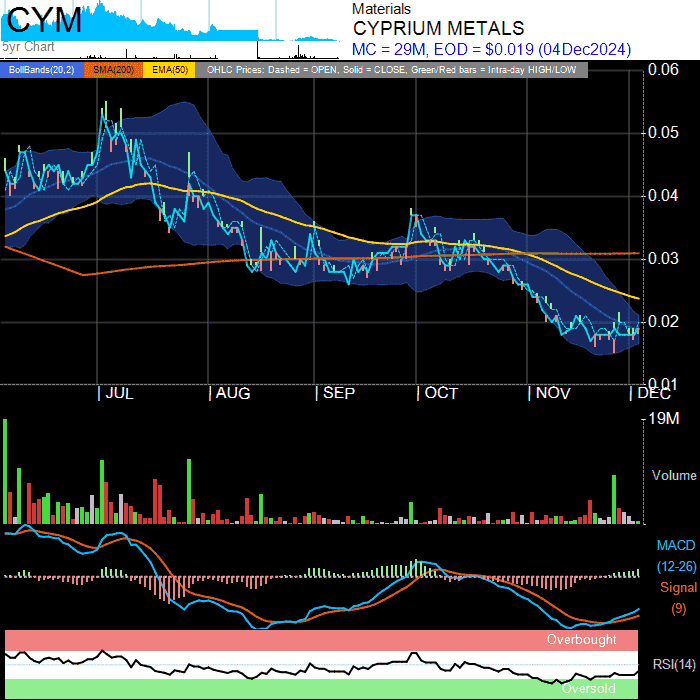 CYM
5yr Chart
Materials
CYPRIUM METALS
MC = 29M, EOD = $0.019 (04Dec2024)
BollBands(20,2) SMA(200) EMA(50) OHLC Prices: Dashed = OPEN, Solid = CLOSE, Green/Red bars = Intra-day HIGH/LOW
0.06
0.05
0.04
0.03
0.02
0.01
JUL AUG SEP OCT NOV DEC
19M
Volume
MACD
(12-26)
Signal
(9)
Overbought
RSI(14)
Oversold